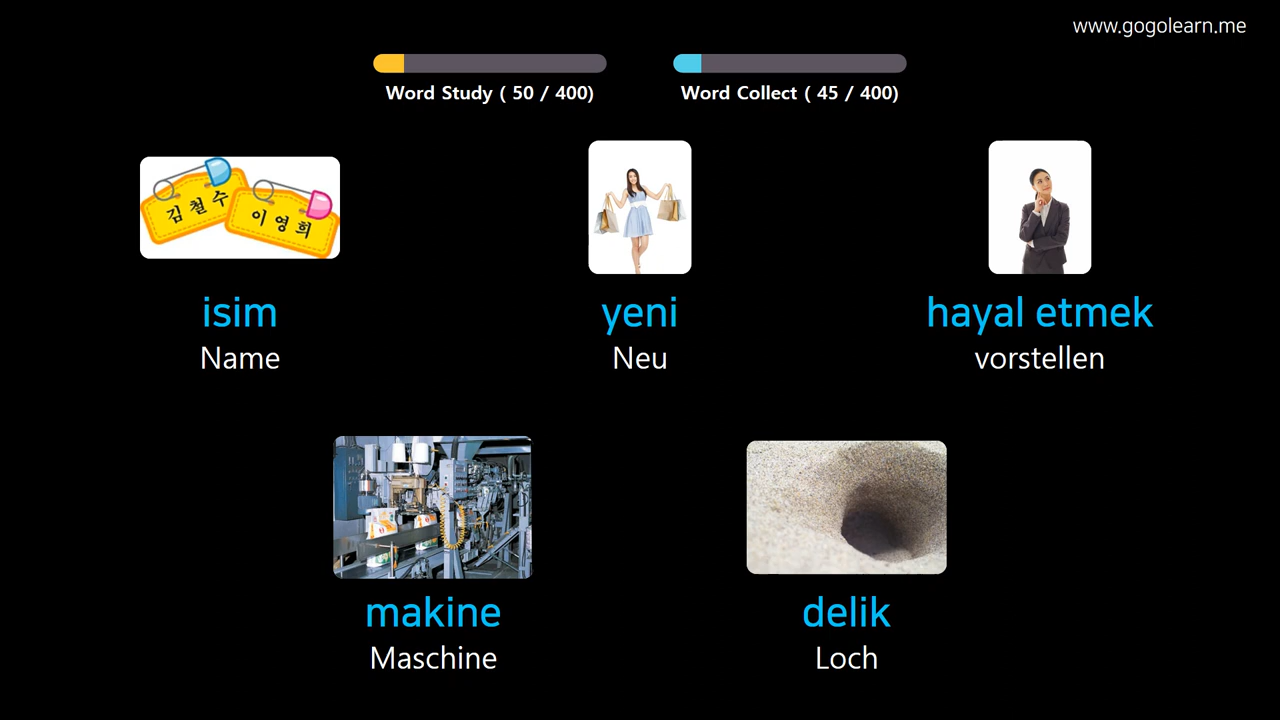 www.gogolearn.me
Word Study ( 50 / 400)
Word Collect ( 45 / 400)
김철수
이영희
isim
Name
yeni
Neu
hayal etmek
vorstellen
makine
Maschine
delik
Loch